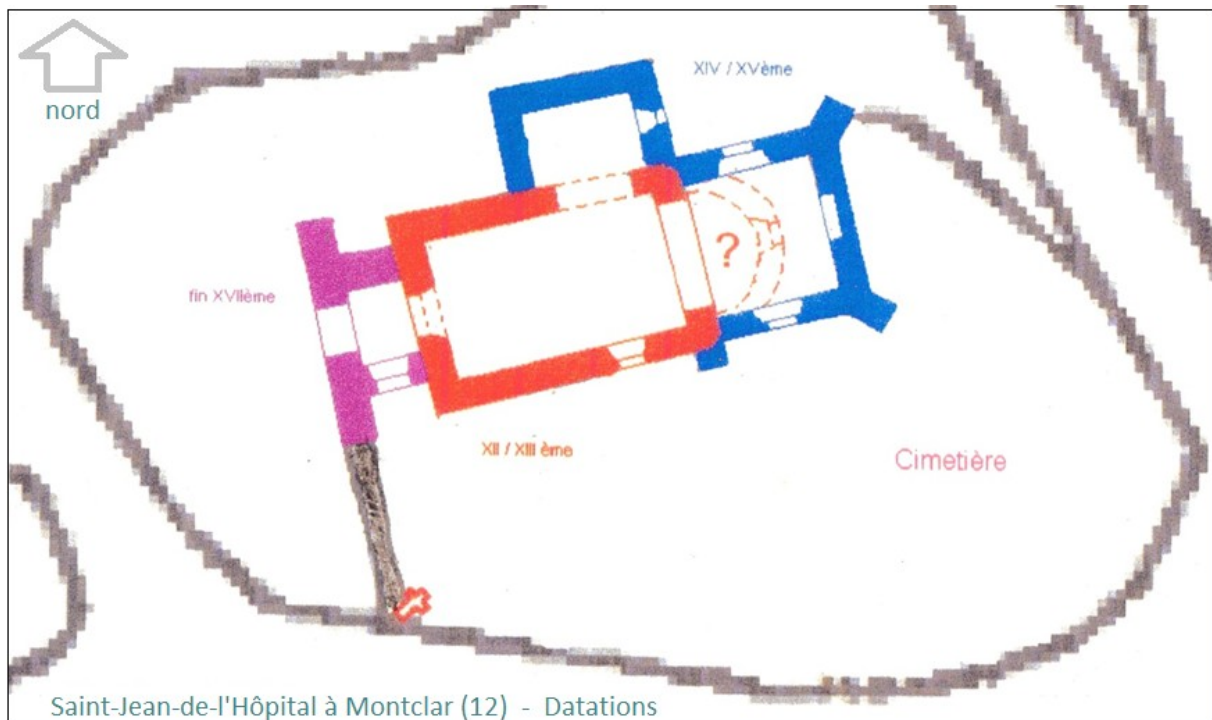 nord
XIV / XVème
fin XVIIème
?
XII / XIII ème
Cimetière
Saint-Jean-de-l'Hôpital à Montclar (12) - Datations